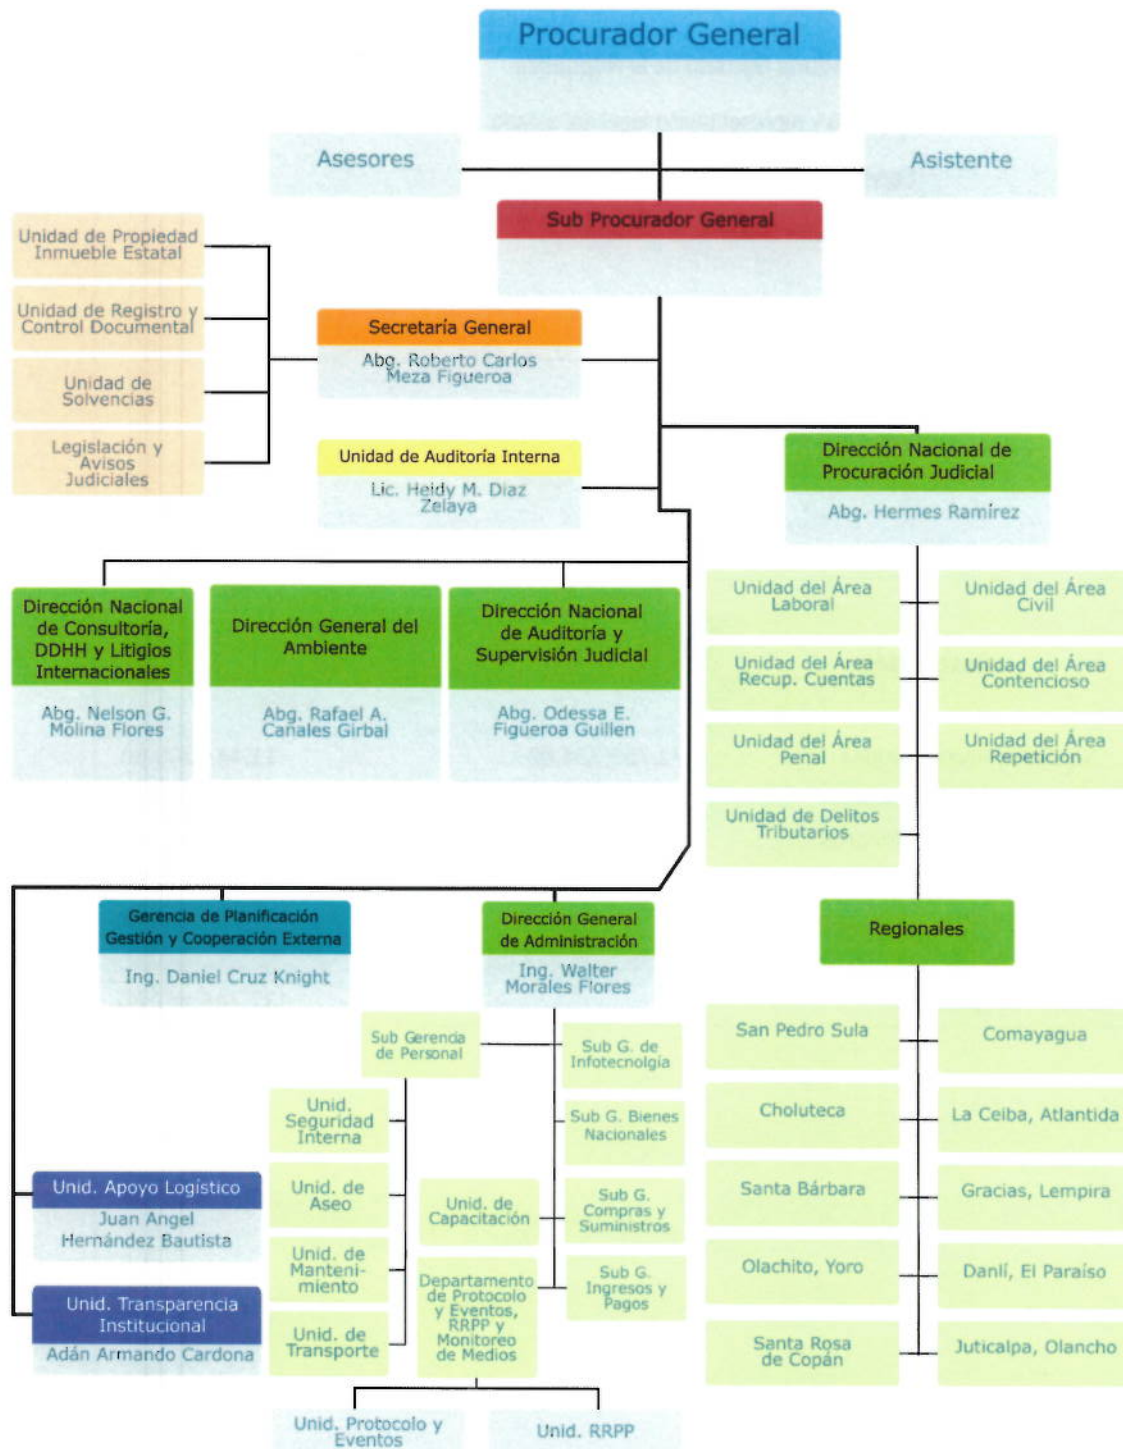 Procurador General
Asesores
Asistente
Sub Procurador General
Unidad de Propiedad
Inmueble Estatal
Unidad de Registro y
Control Documental
Unidad de
Solvencias
Legislación y
Avisos
Judiciales
Secretaría General
Abg. Roberto Carlos
Meza Figueroa
Unidad de Auditoría Interna
Lic. Heidy M. Diaz
Zelaya
Dirección Nacional de
Procuración Judicial
Abg. Hermes Ramírez
Dirección Nacional
de Consultoría,
DDHH y Litigios
Internacionales
Abg. Nelson G.
Molina Flores
Dirección General del
Ambiente
Abg. Rafael A.
Canales Girbal
Dirección Nacional
de Auditoría y
Supervisión Judicial
Abg. Odessa E.
Figueroa Guillen
Unidad del Área
Laboral
Unidad del Área
Civil
Unidad del Área
Recup. Cuentas
Unidad del Área
Contencioso
Unidad del Área
Penal
Unidad del Área
Repetición
Unidad de Delitos
Tributarios
Gerencia de Planificación
Gestión y Cooperación Externa
Ing. Daniel Cruz Knight
Dirección General
de Administración
Ing. Walter
Morales Flores
Regionales
Sub Gerencia
de Personal
Sub G. de
Infotecnolgía
Unid.
Seguridad
Interna
Sub G. Bienes
Nacionales
Unid. de
Aseo
Unid. de
Capacitación
Sub G.
Compras y
Suministros
Unid. de
Manteni-
miento
Departamento
de Protocolo
y Eventos,
RRPP y
Monitoreo
de Medios
Sub G.
Ingresos y
Pagos
Unid. de
Transporte
Unid. Apoyo Logístico
Juan Angel
Hernández Bautista
Unid. Transparencia
Institucional
Adán Armando Cardona
Unid. Protocolo y
Eventos
Unid. RRPP
San Pedro Sula
Comayagua
Choluteca
La Ceiba, Atlantida
Santa Bárbara
Gracias, Lempira
Olachito, Yoro
Danlí, El Paraíso
Santa Rosa
de Copán
Juticalpa, Olancho